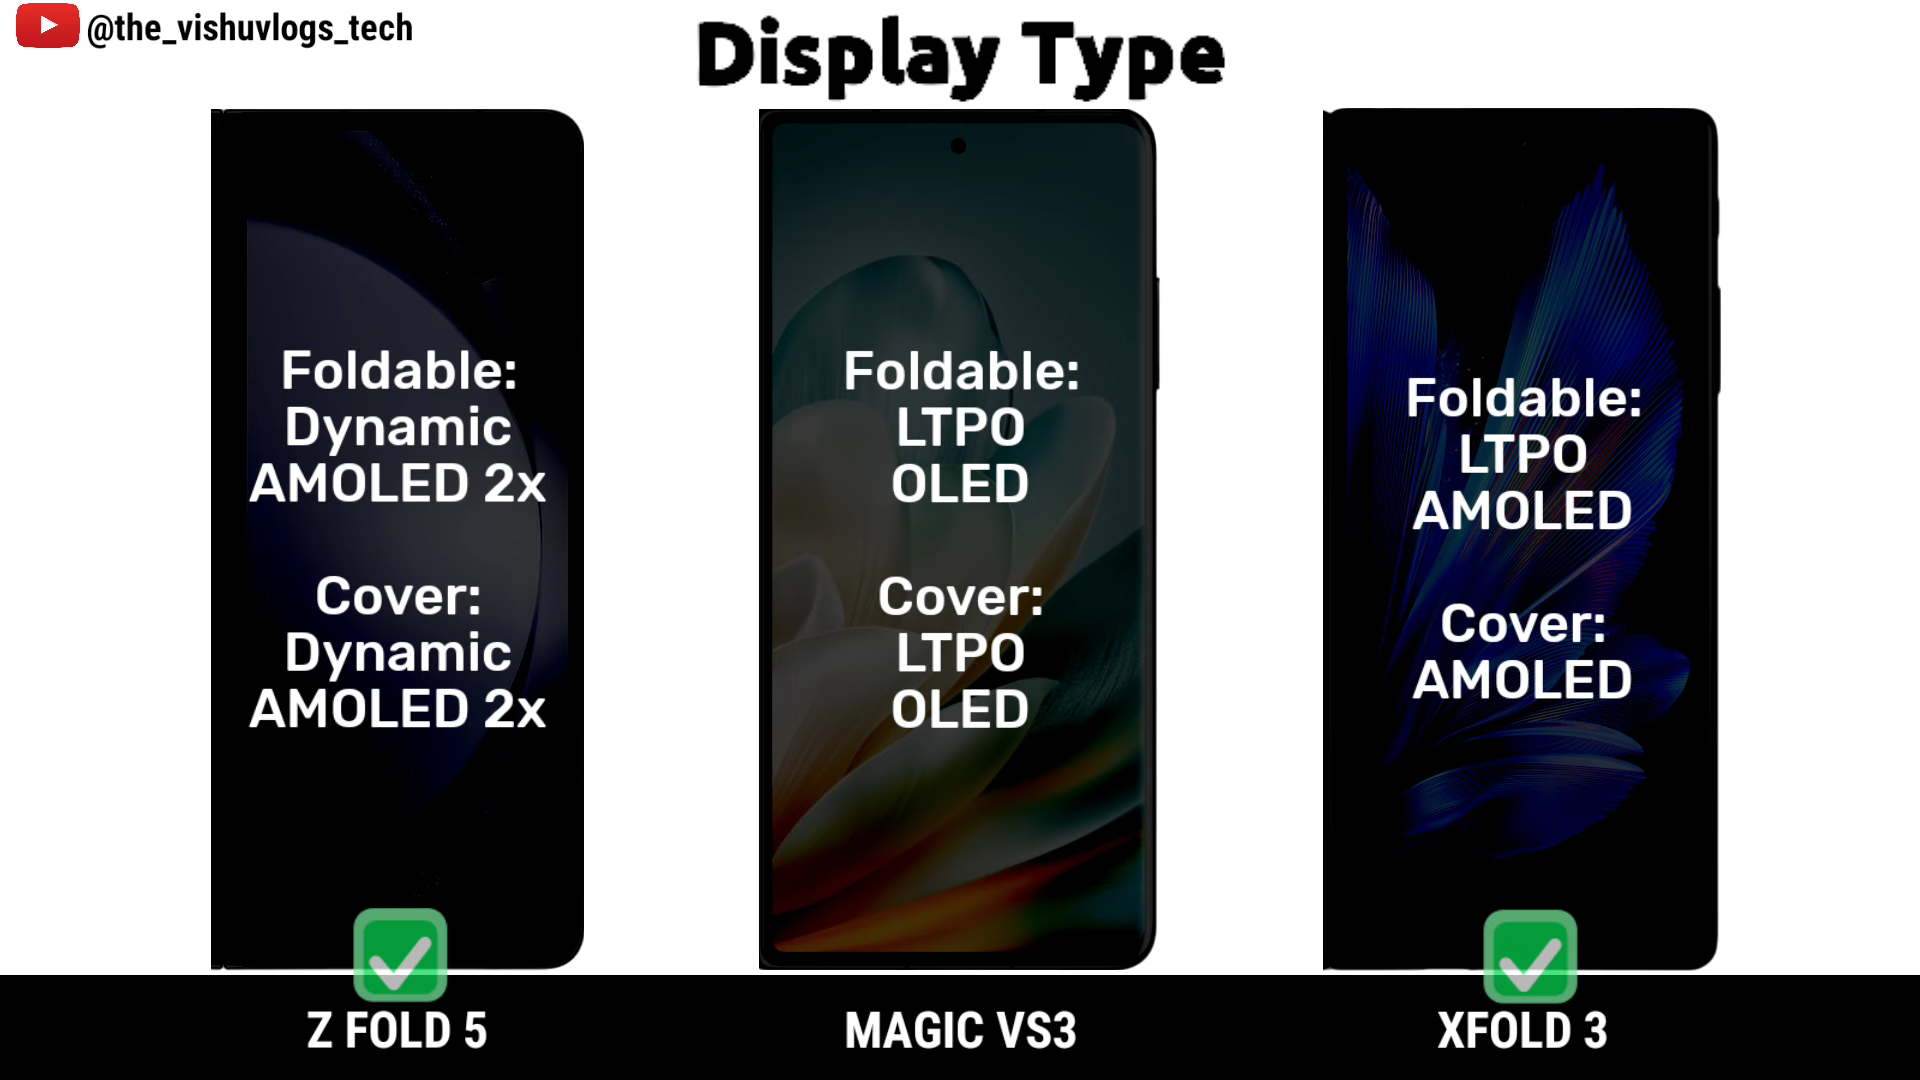 @the_vishuvlogs_tech
Display Type
Foldable:
Dynamic
AMOLED 2x
Cover:
Dynamic
AMOLED 2x
Foldable:
LTPO
OLED
Cover:
LTPO
OLED
Foldable:
LTPO
AMOLED
Cover:
AMOLED
Z FOLD 5
MAGIC VS3
XFOLD 3